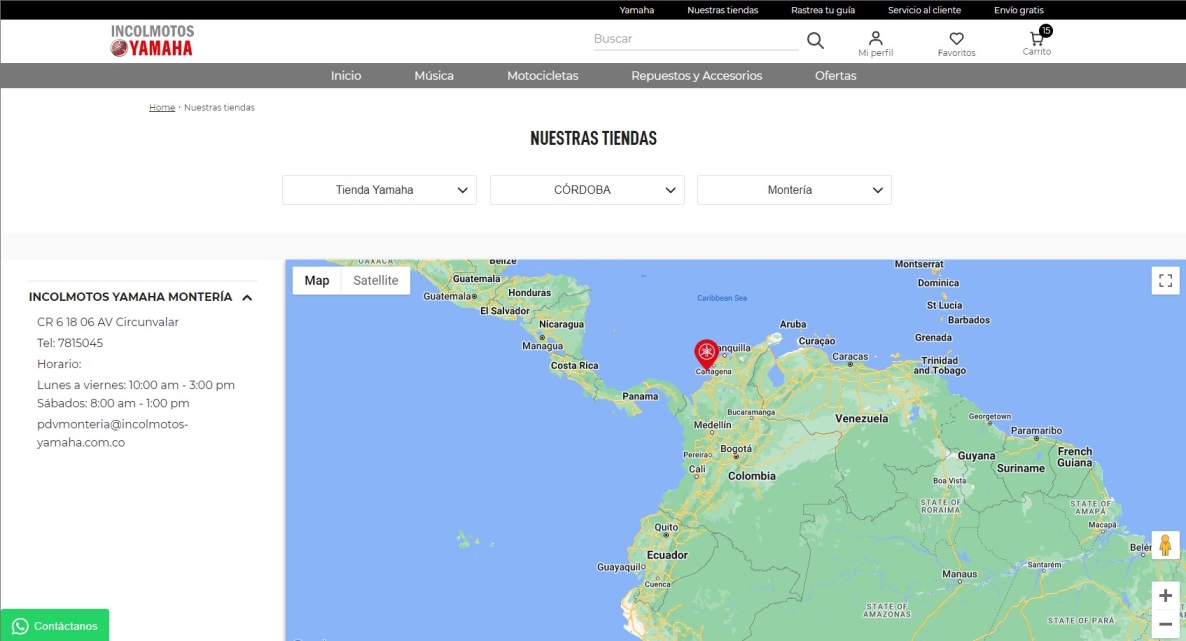 Yamaha
Nuestras tiendas
Rastrea tu guía
Servicio al cliente
Envío gratis
INCOLMOTOS
YAMAHA
Buscar
Mi perfil
Favoritos
15
Carrito
Inicio
Música
Motocicletas
Repuestos y Accesorios
Ofertas
Home • Nuestras tiendas
NUESTRAS TIENDAS
Tienda Yamaha
CÓRDOBA
Montería
INCOLMOTOS YAMAHA MONTERÍA
CR 6 18 06 AV Circunvalar
Tel: 7815045
Horario:
Lunes a viernes: 10:00 am - 3:00 pm
Sábados: 8:00 am - 1:00 pm
pdvmonteria@incolmotos-
yamaha.com.co
Contáctanos
Map
Satellite
OAXACA
Belize
Guatemala
Guatemala
Honduras
El Salvador
Nicaragua
Managua
Costa Rica
Panama
Caribbean Sea
Montserrat
Dominica
St Lucia
Barbados
Grenada
Aruba
Curaçao
Caracas
Trinidad
and Tobago
anquilla
Cartagena
Bucaramanga
Medellín
Venezuela
Georgetown
Paramaribo
Pereira
Bogotá
Cali
Colombia
Guyana
Suriname
French
Guiana
Boa Vista
STATE OF
RORAIMA
STATE OF
AMAPÁ
Macapá
Quito
Ecuador
Guayaquil
Cuenca
Belém
Manaus
Santarém
STATE OF
AMAZONAS
STATE OF PARÁ